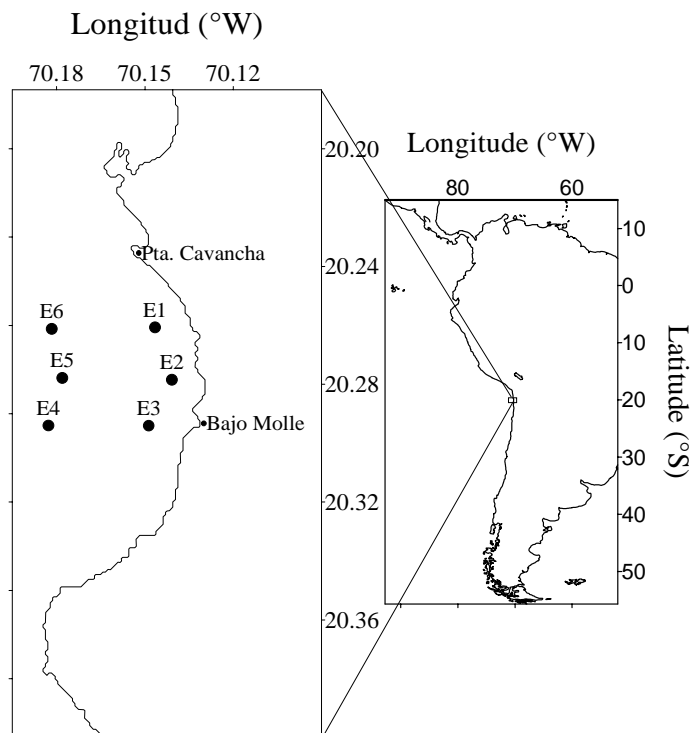 Longitud (°W)
70.18 70.15 70.12
20.20
Pta. Cavancha
20.24
E6 E1
E5 E2
20.28
E4 E3
Bajo Molle
20.32
20.36
Longitude (°W)
80 60
10
0
10
20
30
40
50
Latitude (°S)